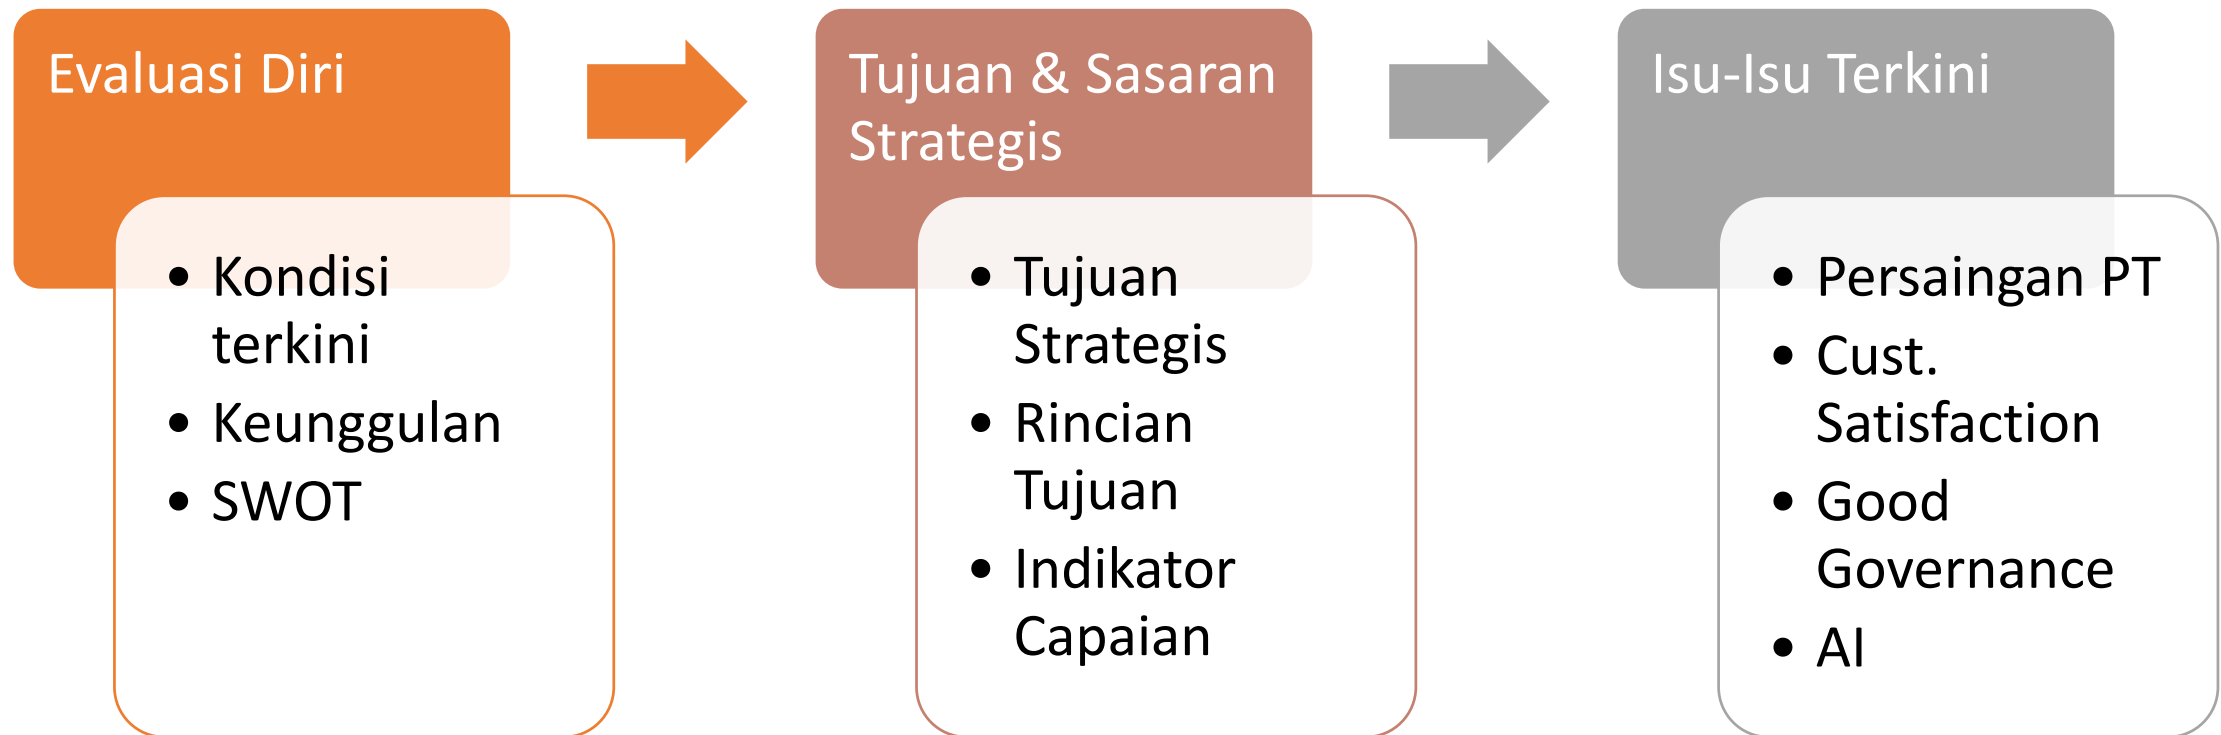 Evaluasi Diri
• Kondisi
terkini
• Keunggulan
• SWOT
Tujuan & Sasaran
Strategis
• Tujuan
Strategis
• Rincian
Tujuan
• Indikator
Capaian
Isu-Isu Terkini
• Persaingan PT
• Cust.
Satisfaction
• Good
Governance
• AI